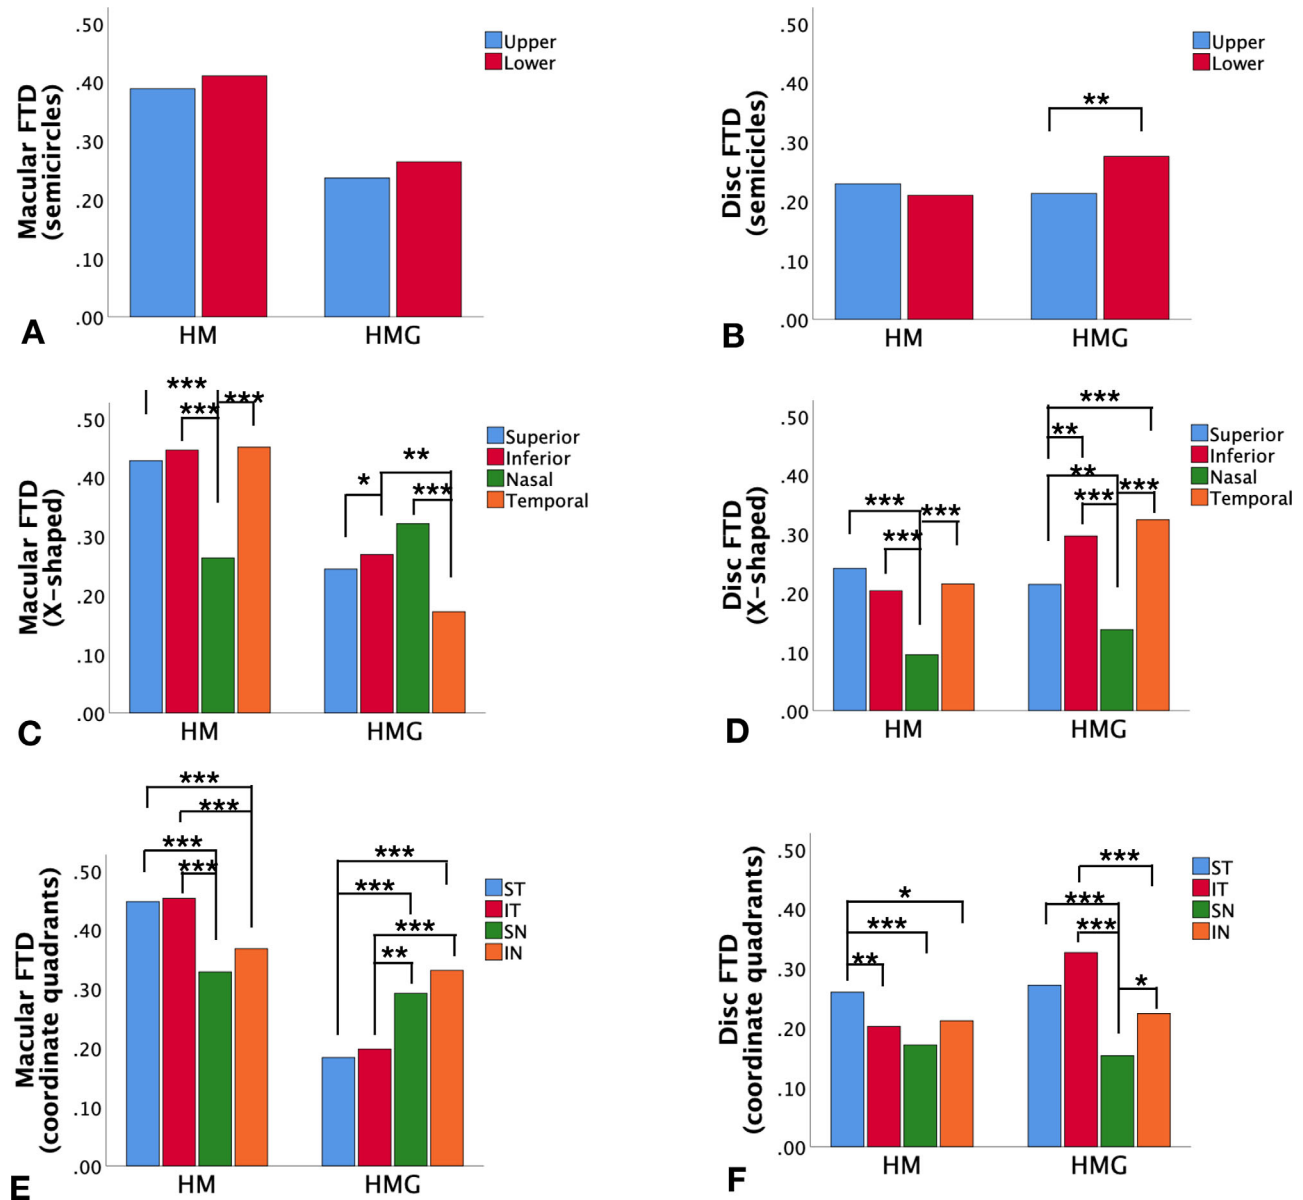 Macular FTD
(semicircles)
.50
.40
.30
.20
.10
.00
HM
HMG
Upper
Lower
A
Disc FTD
(semicicles)
.50
.40
.30
.20
.10
.00
**
HM
HMG
Upper
Lower
B
Macular FTD
(X-shaped)
.50
.40
.30
.20
.10
.00
***
***
***
*
**
***
HM
HMG
Superior
Inferior
Nasal
Temporal
C
Disc FTD
(X-shaped)
.50
.40
.30
.20
.10
.00
***
***
***
***
**
**
***
***
HM
HMG
Superior
Inferior
Nasal
Temporal
D
Macular FTD
(coordinate quadrants)
.50
.40
.30
.20
.10
.00
***
***
***
***
***
***
***
**
HM
HMG
ST
IT
SN
IN
E
Disc FTD
(coordinate quadrants)
.50
.40
.30
.20
.10
.00
*
***
**
***
***
***
*
HM
HMG
ST
IT
SN
IN
F